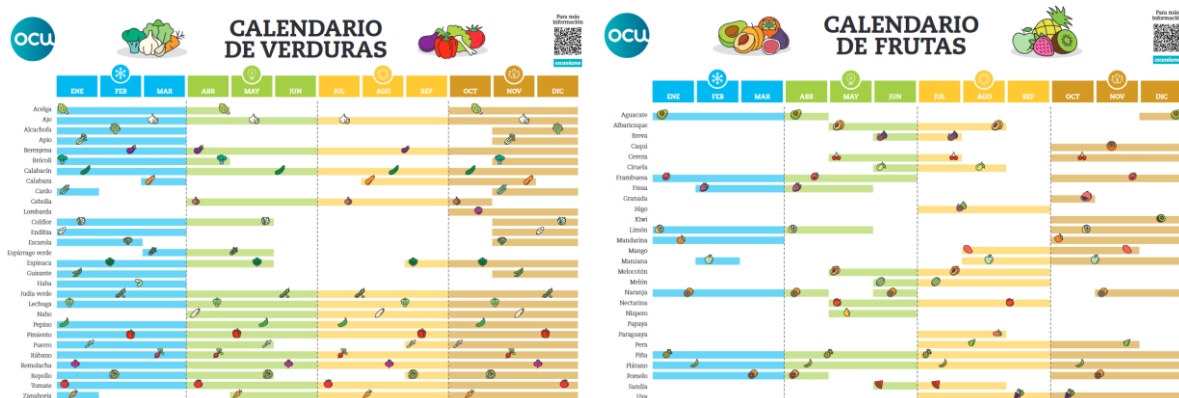 ocu
CALENDARIO
DE VERDURAS
Para más
información
escanéame
ENE FEB MAR ABR MAY JUN JUL AGO SEP OCT NOV DIC
Acelga
Ajo
Alcachofa
Apio
Berenjena
Brócoli
Calabacín
Calabaza
Cardo
Cebolla
Lombarda
Coliflor
Endibia
Escarola
Espárrago verde
Espinaca
Guisante
Haba
Judía verde
Lechuga
Nabo
Pepino
Pimiento
Puerro
Rábano
Remolacha
Repollo
Tomate
Zanahoria
ocu
CALENDARIO
DE FRUTAS
Para más
información
escanéame
ENE FEB MAR ABR MAY JUN JUL AGO SEP OCT NOV DIC
Aguacate
Albaricoque
Breva
Caqui
Cereza
Ciruela
Frambuesa
Fresa
Granada
Higo
Kiwi
Limón
Mandarina
Mango
Manzana
Melocotón
Melón
Naranja
Nectarina
Níspero
Papaya
Paraguaya
Pera
Piña
Plátano
Pomelo
Sandía
Uva